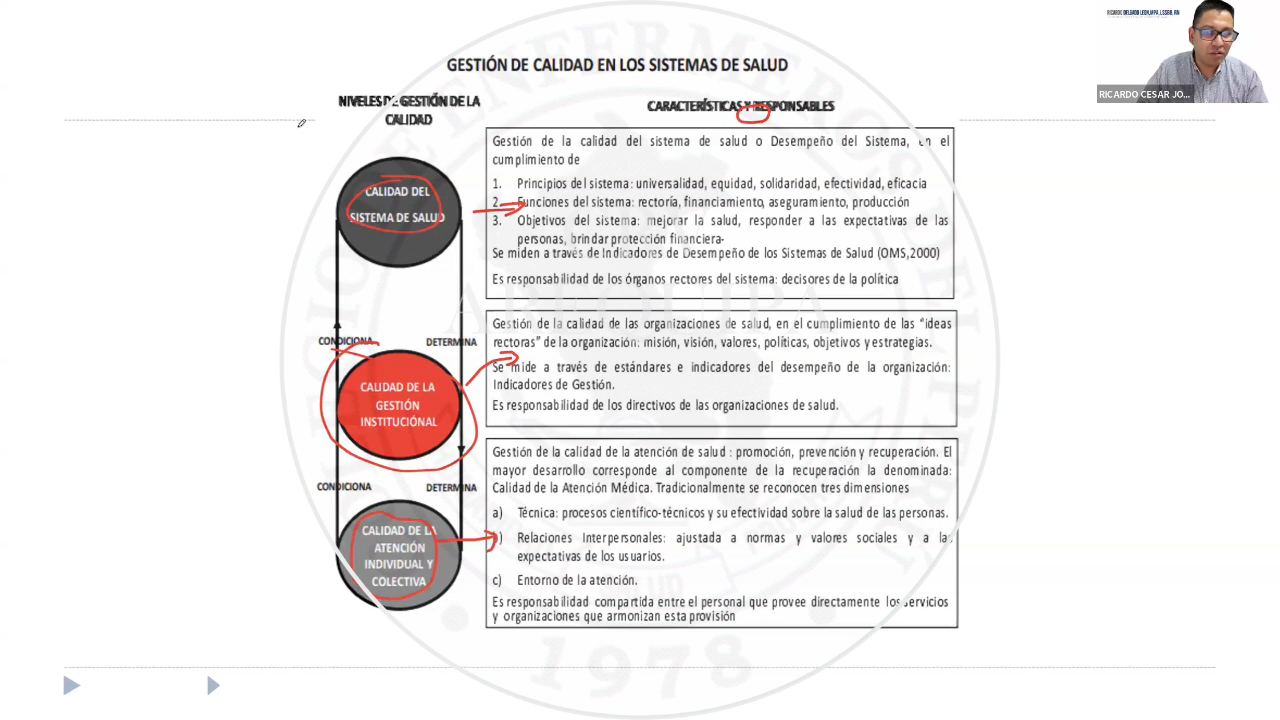 RICARDO DELGADO LEON,MPA,LSSBB, RN
RICARDO CESAR JO...
GESTIÓN DE CALIDAD EN LOS SISTEMAS DE SALUD
NIVELES DE GESTIÓN DE LA
CALIDAD
CARACTERÍSTICAS Y RESPONSABLES
CALIDAD DEL
SISTEMA DE SALUD
Gestión de la calidad del sistema de salud o Desempeño del Sistema, en el
cumplimiento de
1. Principios del sistema: universalidad, equidad, solidaridad, efectividad, eficacia
2. Funciones del sistema: rectoría, financiamiento, aseguramiento, producción
3. Objetivos del sistema: mejorar la salud, responder a las expectativas de las
personas, brindar protección financiera-
Se miden a través de Indicadores de Desempeño de los Sistemas de Salud (OMS,2000)
Es responsabilidad de los órganos rectores del sistema: decisores de la política
CONDICIONA
DETERMINA
CALIDAD DE LA
GESTIÓN
INSTITUCIÓNAL
Gestión de la calidad de las organizaciones de salud, en el cumplimiento de las "ideas
rectoras" de la organización: misión, visión, valores, políticas, objetivos y estrategias.
Se mide a través de estándares e indicadores del desempeño de la organización:
Indicadores de Gestión.
Es responsabilidad de los directivos de las organizaciones de salud.
CONDICIONA
DETERMINA
CALIDAD DE LA
ATENCIÓN
INDIVIDUAL Y
COLECTIVA
Gestión de la calidad de la atención de salud : promoción, prevención y recuperación. El
mayor desarrollo corresponde al componente de la recuperación la denominada:
Calidad de la Atención Médica. Tradicionalmente se reconocen tres dimensiones
a) Técnica: procesos científico-técnicos y su efectividad sobre la salud de las personas.
b) Relaciones Interpersonales: ajustada a normas y valores sociales y a las
expectativas de los usuarios.
c) Entorno de la atención.
Es responsabilidad compartida entre el personal que provee directamente los servicios
y organizaciones que armonizan esta provisión
AREQUIPA
SALUD
1978